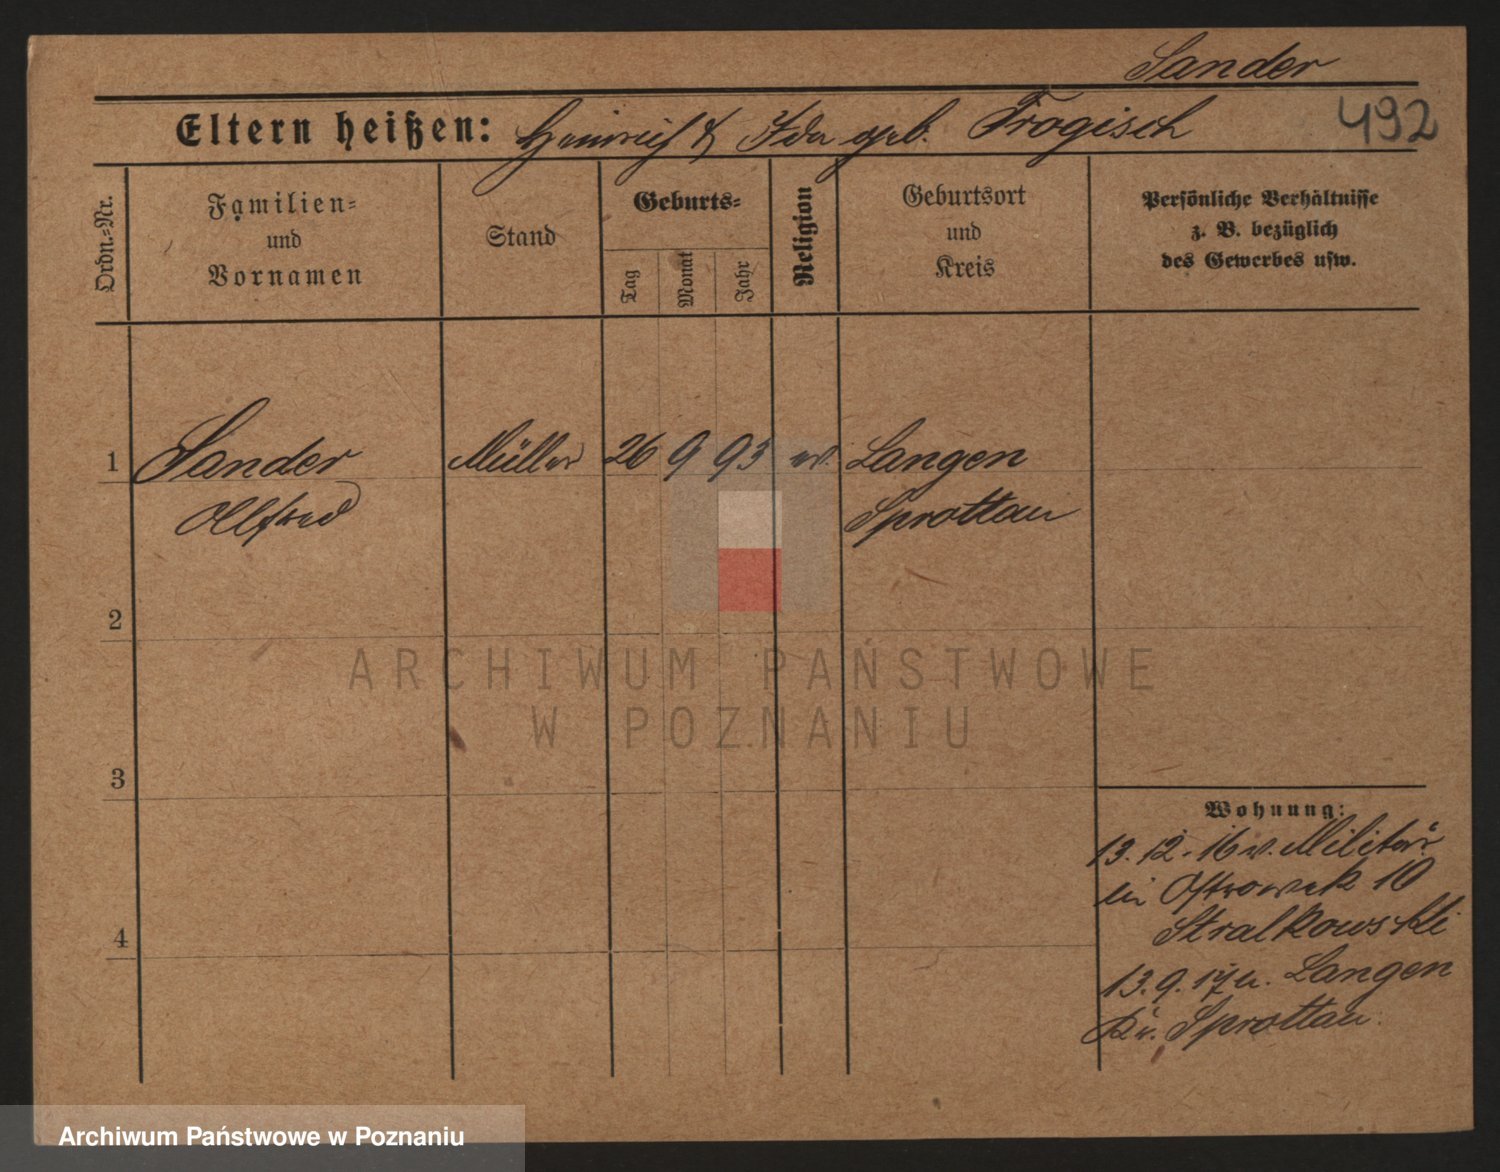 Sander
492
Eltern heißen: Heinrich & Ida geb. Frogisch
Ordn.-Nr.
Familien-
und
Vornamen
Stand
Geburts-
Tag
Monat
Jahr
Religion
Geburtsort
und
Kreis
Persönliche Verhältnisse
z. B. bezüglich
des Gewerbes usw.
1 Sander Müller 26 9 93 ev. Langen
Alfred Sprottau
2
ARCHIWUM PAŃSTWOWE
W POZNANIU
3
Wohnung:
13.12.16 v. Militär
bei 10
Stralkowski
13.9.17 n. Langen
Kr. Sprottau
4
Archiwum Państwowe w Poznaniu